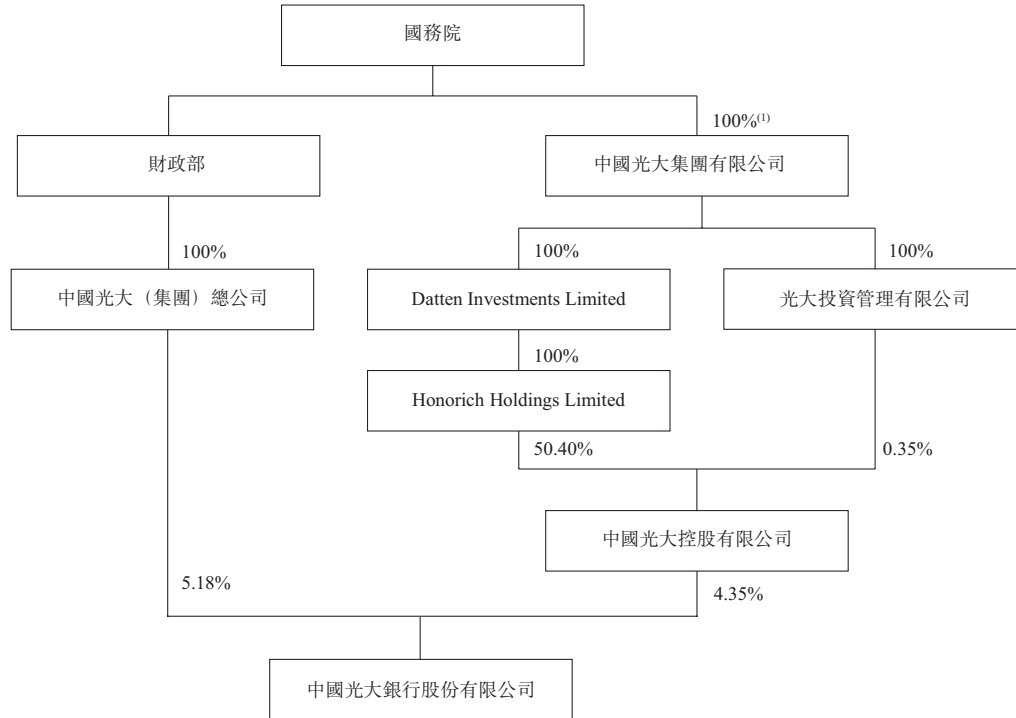 國務院
100%(1)
財政部
中國光大集團有限公司
100%
100%
100%
中國光大（集團）總公司
Datten Investments Limited
光大投資管理有限公司
100%
Honorich Holdings Limited
50.40%
0.35%
中國光大控股有限公司
5.18%
4.35%
中國光大銀行股份有限公司